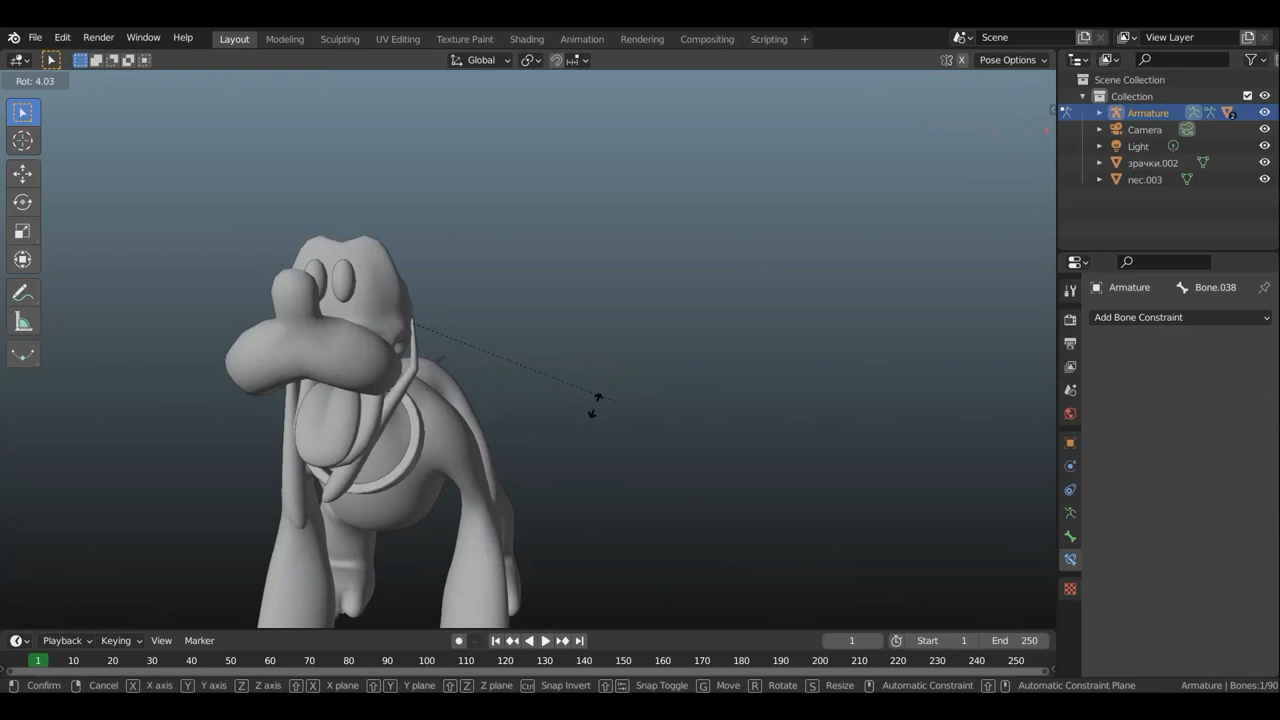 File Edit Render Window Help Layout Modeling Sculpting UV Editing Texture Paint Shading Animation Rendering Compositing Scripting + Scene View Layer
Global X Pose Options
Rot: 4.03
Scene Collection
Collection
Armature 2
Camera
Light
зрачки.002
пес.003
Armature Bone.038
Add Bone Constraint
Playback Keying View Marker 1 Start 1 End 250
1 10 20 30 40 50 60 70 80 90 100 110 120 130 140 150 160 170 180 190 200 210 220 230 240 250
Confirm Cancel X X axis Y Y axis Z Z axis X X plane Y Y plane Z Z plane Ctrl Snap Invert Snap Toggle G Move R Rotate S Resize Automatic Constraint Automatic Constraint Plane Armature | Bones:1/90